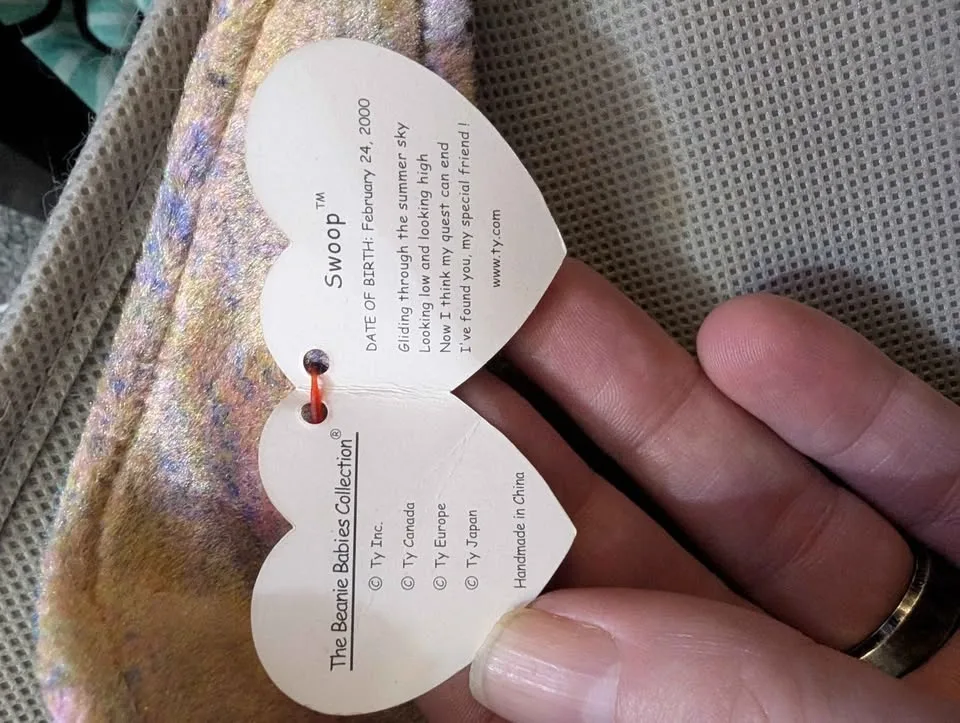 The Beanie Babies Collection®
© Ty Inc.
© Ty Canada
© Ty Europe
© Ty Japan
Handmade in China
Swoop™
DATE OF BIRTH: February 24, 2000
Gliding through the summer sky
Looking low and looking high
Now I think my quest can end
I've found you, my special friend !
www.ty.com